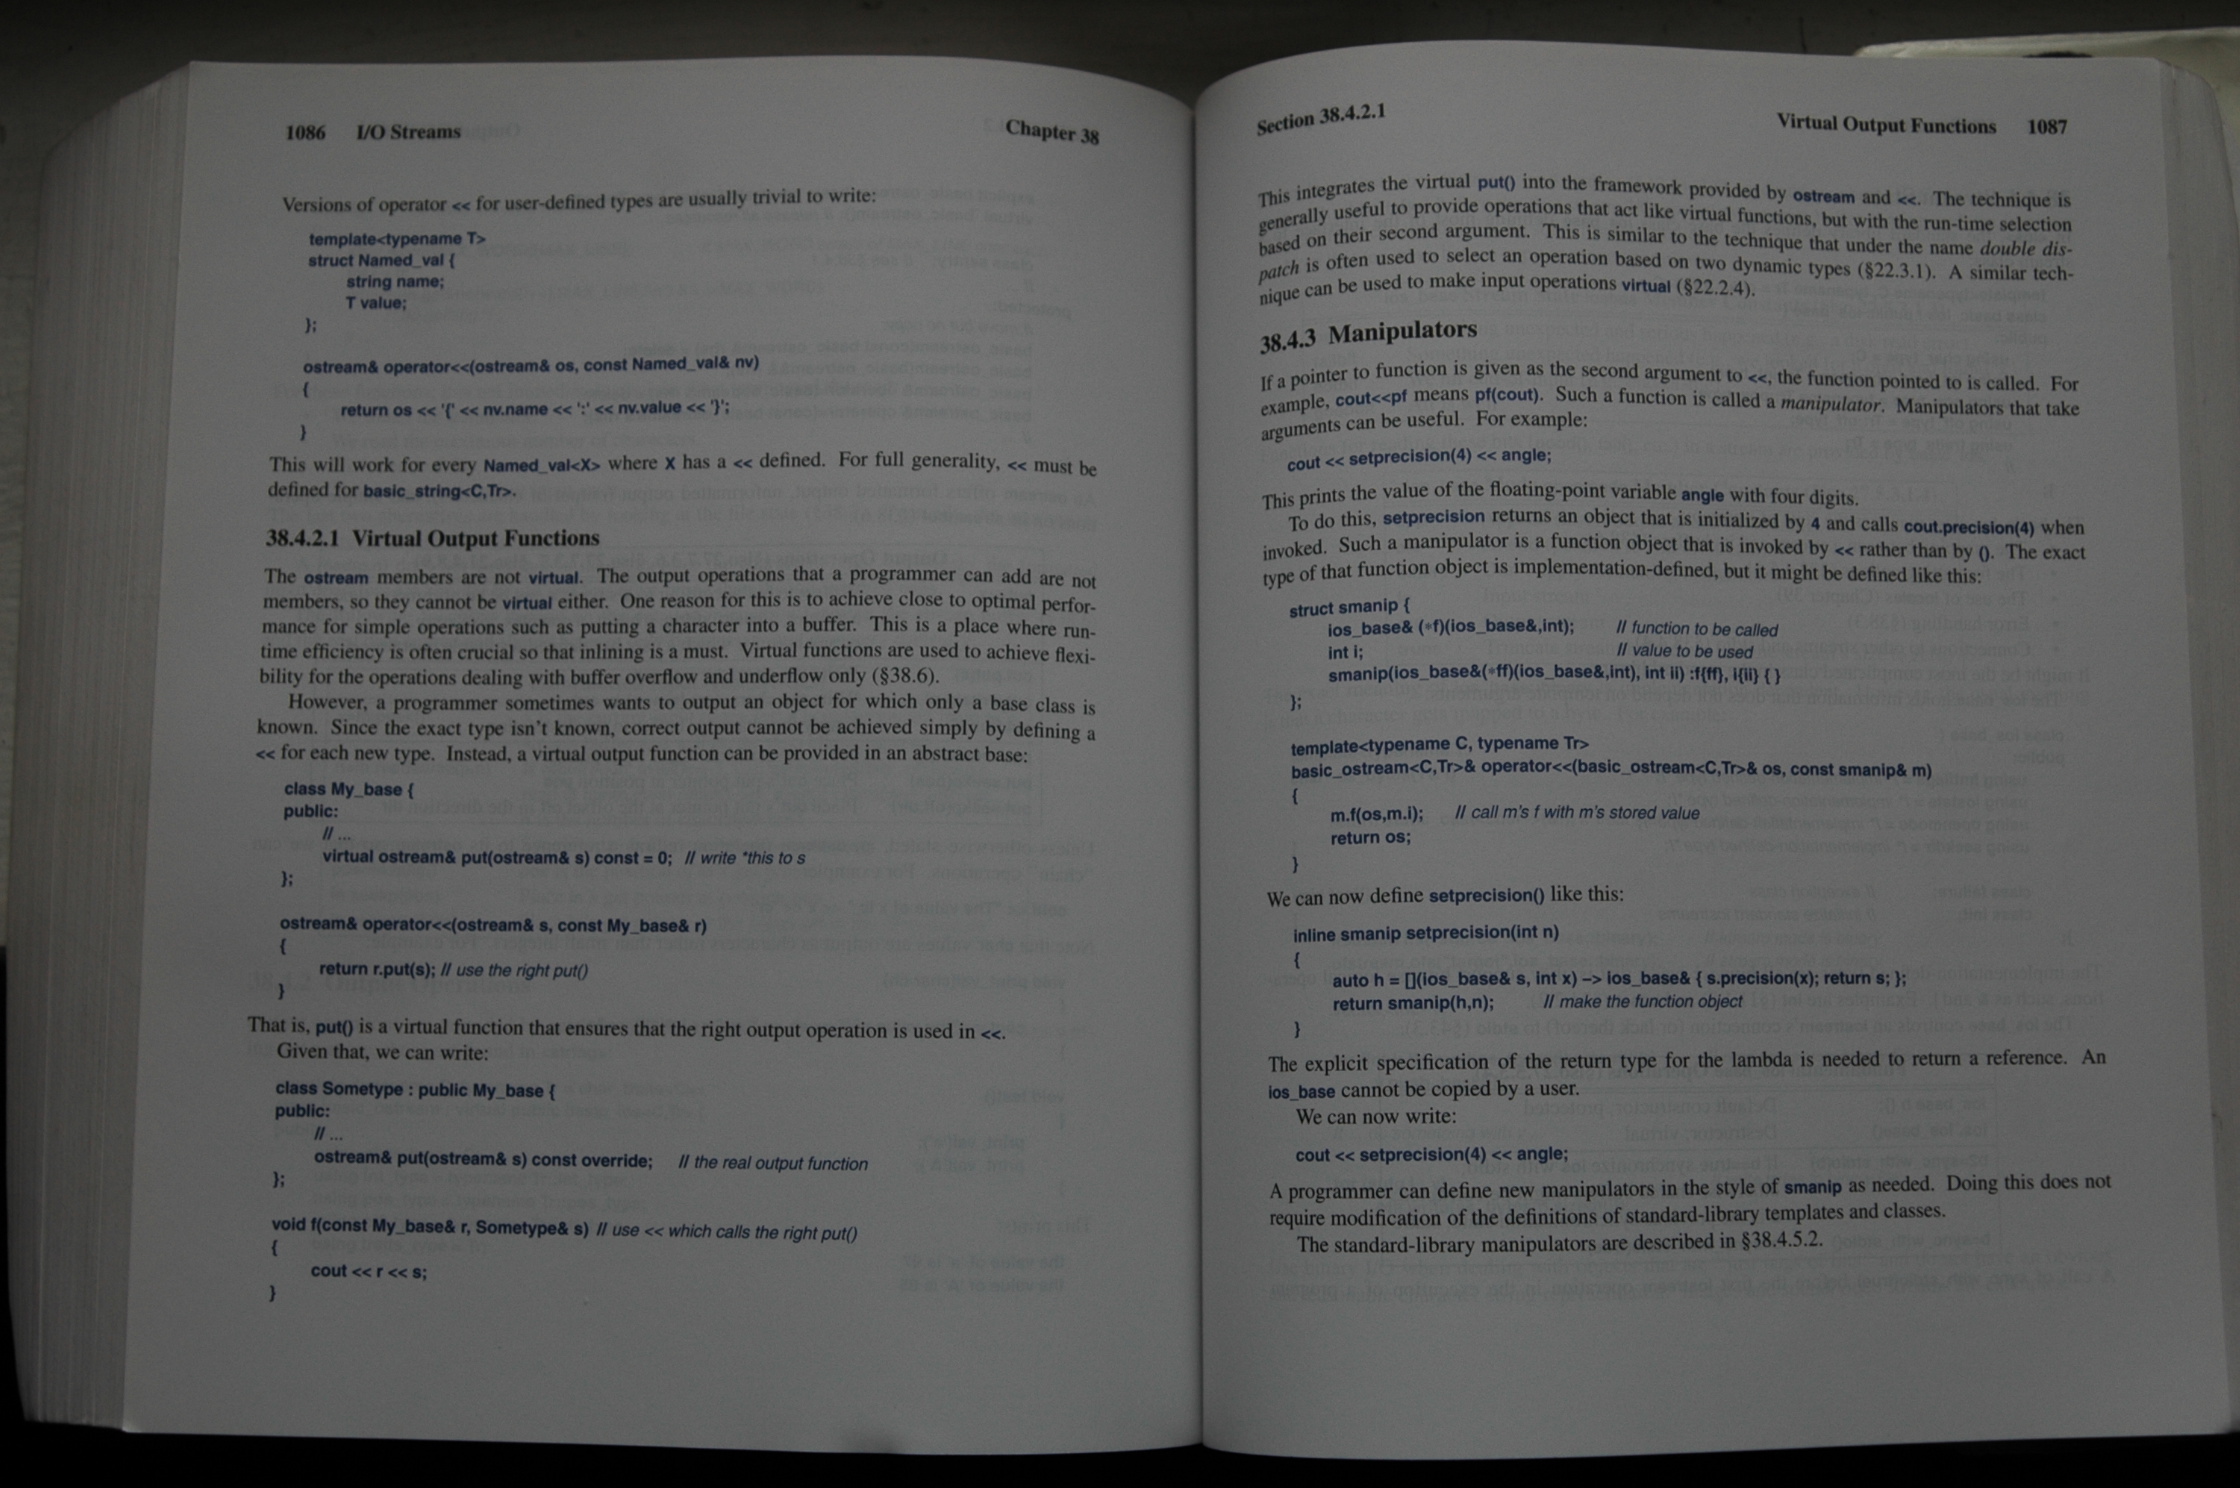 1086 I/O Streams Chapter 38
Versions of operator << for user-defined types are usually trivial to write:
template<typename T>
struct Named_val {
string name;
T value;
};
ostream& operator<<(ostream& os, const Named_val& nv)
{
return os << '{' << nv.name << ':' << nv.value << '}';
}
This will work for every Named_val<X> where X has a << defined. For full generality, << must be
defined for basic_string<C,Tr>.
38.4.2.1 Virtual Output Functions
The ostream members are not virtual. The output operations that a programmer can add are not
members, so they cannot be virtual either. One reason for this is to achieve close to optimal perfor-
mance for simple operations such as putting a character into a buffer. This is a place where run-
time efficiency is often crucial so that inlining is a must. Virtual functions are used to achieve flexi-
bility for the operations dealing with buffer overflow and underflow only (§38.6).
However, a programmer sometimes wants to output an object for which only a base class is
known. Since the exact type isn't known, correct output cannot be achieved simply by defining a
<< for each new type. Instead, a virtual output function can be provided in an abstract base:
class My_base {
public:
// ...
virtual ostream& put(ostream& s) const = 0; // write *this to s
};
ostream& operator<<(ostream& s, const My_base& r)
{
return r.put(s); // use the right put()
}
That is, put() is a virtual function that ensures that the right output operation is used in <<.
Given that, we can write:
class Sometype : public My_base {
public:
// ...
ostream& put(ostream& s) const override; // the real output function
};
void f(const My_base& r, Sometype& s) // use << which calls the right put()
{
cout << r << s;
}
Section 38.4.2.1 Virtual Output Functions 1087
This integrates the virtual put() into the framework provided by ostream and <<. The technique is
generally useful to provide operations that act like virtual functions, but with the run-time selection
based on their second argument. This is similar to the technique that under the name double dis-
patch is often used to select an operation based on two dynamic types (§22.3.1). A similar tech-
nique can be used to make input operations virtual (§22.2.4).
38.4.3 Manipulators
If a pointer to function is given as the second argument to <<, the function pointed to is called. For
example, cout<<pf means pf(cout). Such a function is called a manipulator. Manipulators that take
arguments can be useful. For example:
cout << setprecision(4) << angle;
This prints the value of the floating-point variable angle with four digits.
To do this, setprecision returns an object that is initialized by 4 and calls cout.precision(4) when
invoked. Such a manipulator is a function object that is invoked by << rather than by (). The exact
type of that function object is implementation-defined, but it might be defined like this:
struct smanip {
ios_base& (*f)(ios_base&,int); // function to be called
int i; // value to be used
smanip(ios_base&(*ff)(ios_base&,int), int ii) :f{ff}, i{ii} { }
};
template<typename C, typename Tr>
basic_ostream<C,Tr>& operator<<(basic_ostream<C,Tr>& os, const smanip& m)
{
m.f(os,m.i); // call m's f with m's stored value
return os;
}
We can now define setprecision() like this:
inline smanip setprecision(int n)
{
auto h = [](ios_base& s, int x) -> ios_base& { s.precision(x); return s; };
return smanip(h,n); // make the function object
}
The explicit specification of the return type for the lambda is needed to return a reference. An
ios_base cannot be copied by a user.
We can now write:
cout << setprecision(4) << angle;
A programmer can define new manipulators in the style of smanip as needed. Doing this does not
require modification of the definitions of standard-library templates and classes.
The standard-library manipulators are described in §38.4.5.2.